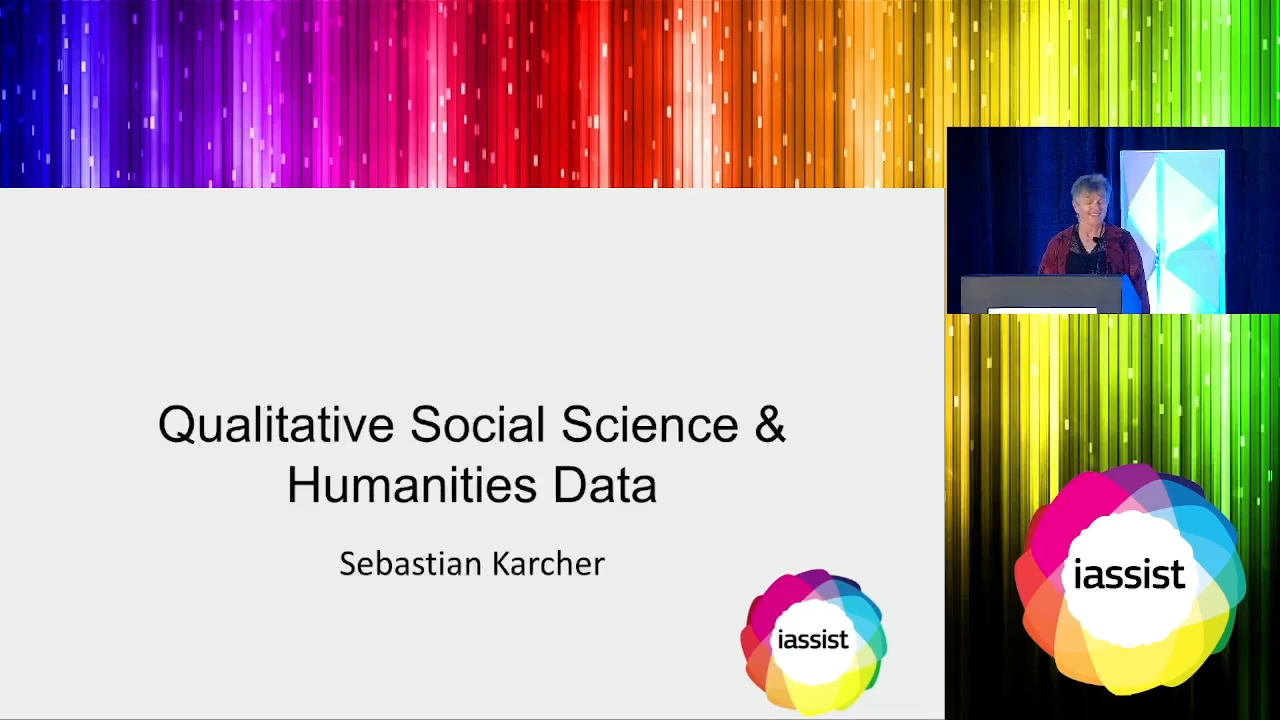 Qualitative Social Science &
Humanities Data
Sebastian Karcher
iassist
iassist